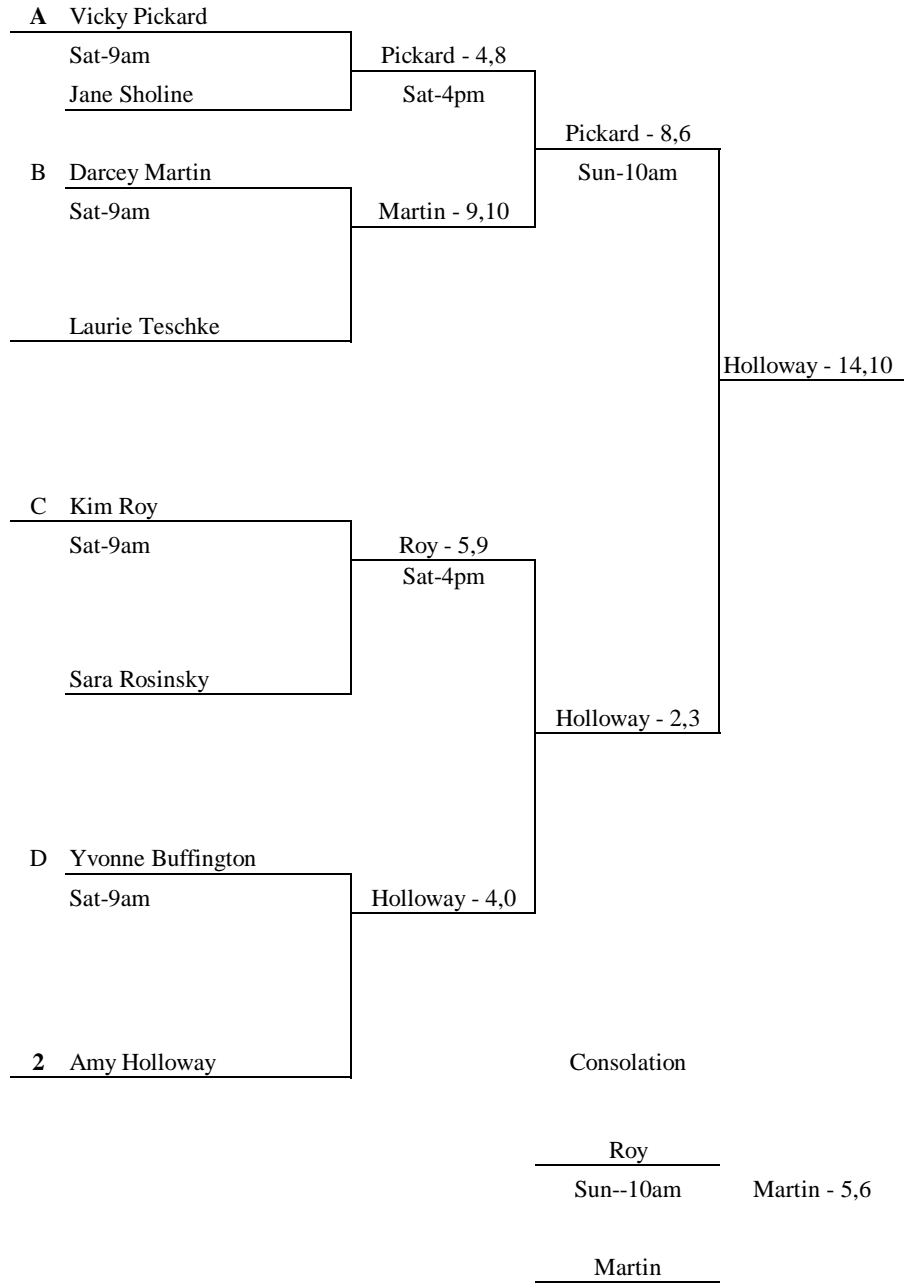 A Vicky Pickard
Sat-9am Pickard - 4,8
Jane Sholine Sat-4pm
Pickard - 8,6
B Darcey Martin Sun-10am
Sat-9am Martin - 9,10
Laurie Teschke
Holloway - 14,10
C Kim Roy
Sat-9am Roy - 5,9
Sat-4pm
Sara Rosinsky
Holloway - 2,3
D Yvonne Buffington
Sat-9am Holloway - 4,0
2 Amy Holloway Consolation
Roy
Sun--10am Martin - 5,6
Martin